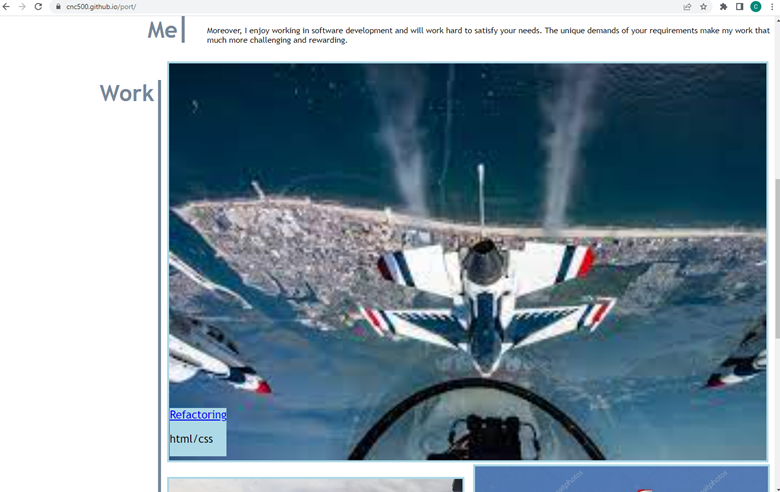 cnc500.github.io/port/
C
Me
Moreover, I enjoy working in software development and will work hard to satisfy your needs. The unique demands of your requirements make my work that
much more challenging and rewarding.
Work
Refactoring
html/css